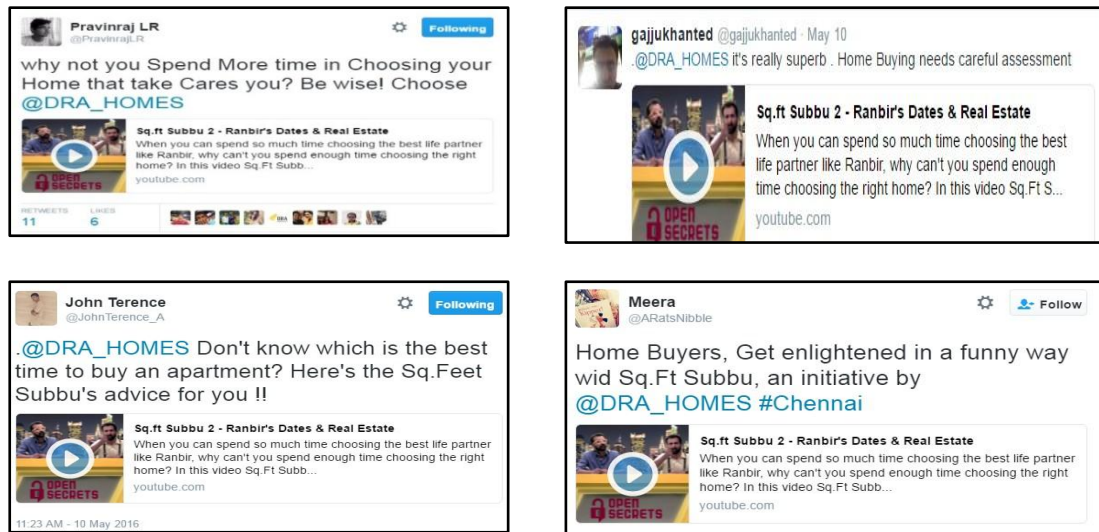 Pravinraj LR
@PravinrajLR
Following
why not you Spend More time in Choosing your
Home that take Cares you? Be wise! Choose
@DRA_HOMES
Sq.ft Subbu 2 - Ranbir's Dates & Real Estate
When you can spend so much time choosing the best life partner
like Ranbir, why can't you spend enough time choosing the right
home? In this video Sq.Ft Subb...
youtube.com
OPEN
SECRETS
RETWEETS
11
LIKES
6
DRA
gajjukhanted @gajjukhanted · May 10
.@DRA_HOMES it's really superb . Home Buying needs careful assessment
Sq.ft Subbu 2 - Ranbir's Dates & Real Estate
When you can spend so much time choosing the best
life partner like Ranbir, why can't you spend enough
time choosing the right home? In this video Sq.Ft S...
youtube.com
OPEN
SECRETS
John Terence
@JohnTerence_A
Following
.@DRA_HOMES Don't know which is the best
time to buy an apartment? Here's the Sq.Feet
Subbu's advice for you !!
Sq.ft Subbu 2 - Ranbir's Dates & Real Estate
When you can spend so much time choosing the best life partner
like Ranbir, why can't you spend enough time choosing the right
home? In this video Sq.Ft Subb...
youtube.com
OPEN
SECRETS
11:23 AM - 10 May 2016
Meera
@ARatsNibble
Follow
Home Buyers, Get enlightened in a funny way
wid Sq.Ft Subbu, an initiative by
@DRA_HOMES #Chennai
Sq.ft Subbu 2 - Ranbir's Dates & Real Estate
When you can spend so much time choosing the best life partner
like Ranbir, why can't you spend enough time choosing the right
home? In this video Sq.Ft Subb...
youtube.com
OPEN
SECRETS